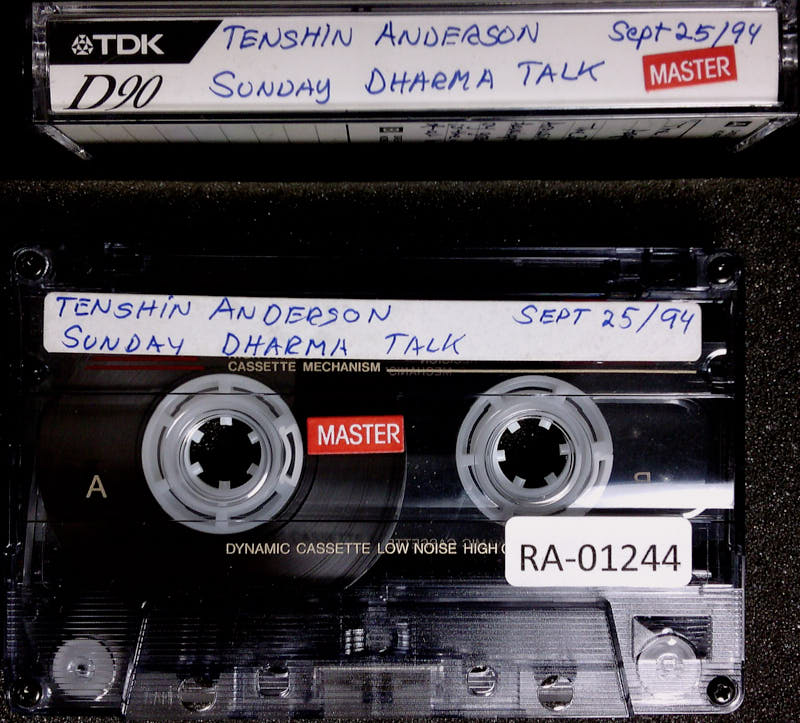 TDK TENSHIN ANDERSON Sept 25/94
D90 SUNDAY DHARMA TALK MASTER
TENSHIN ANDERSON SEPT 25/94
SUNDAY DHARMA TALK
CASSETTE MECHANISM
MASTER
A
B
DYNAMIC CASSETTE LOW NOISE HIGH
RA-01244